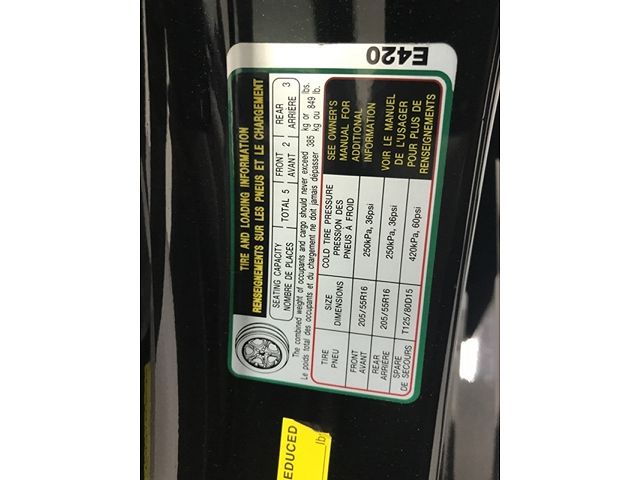 E420
TIRE AND LOADING INFORMATION
RENSEIGNEMENTS SUR LES PNEUS ET LE CHARGEMENT
SEATING CAPACITY TOTAL 5 FRONT 2 REAR 3
NOMBRE DE PLACES AVANT ARRIÈRE
The combined weight of occupants and cargo should never exceed 385 kg or 849 lbs.
Le poids total des occupants et du chargement ne doit jamais dépasser kg ou lb.
TIRE SIZE COLD TIRE PRESSURE
PNEU DIMENSIONS PRESSION DES
PNEUS À FROID
FRONT 205/55R16 250kPa, 36psi
AVANT
REAR 205/55R16 250kPa, 36psi
ARRIÈRE
SPARE T125/80D15 420kPa, 60psi
DE SECOURS
SEE OWNER'S
MANUAL FOR
ADDITIONAL
INFORMATION
VOIR LE MANUEL
DE L'USAGER
POUR PLUS DE
RENSEIGNEMENTS
EDUCED
lb